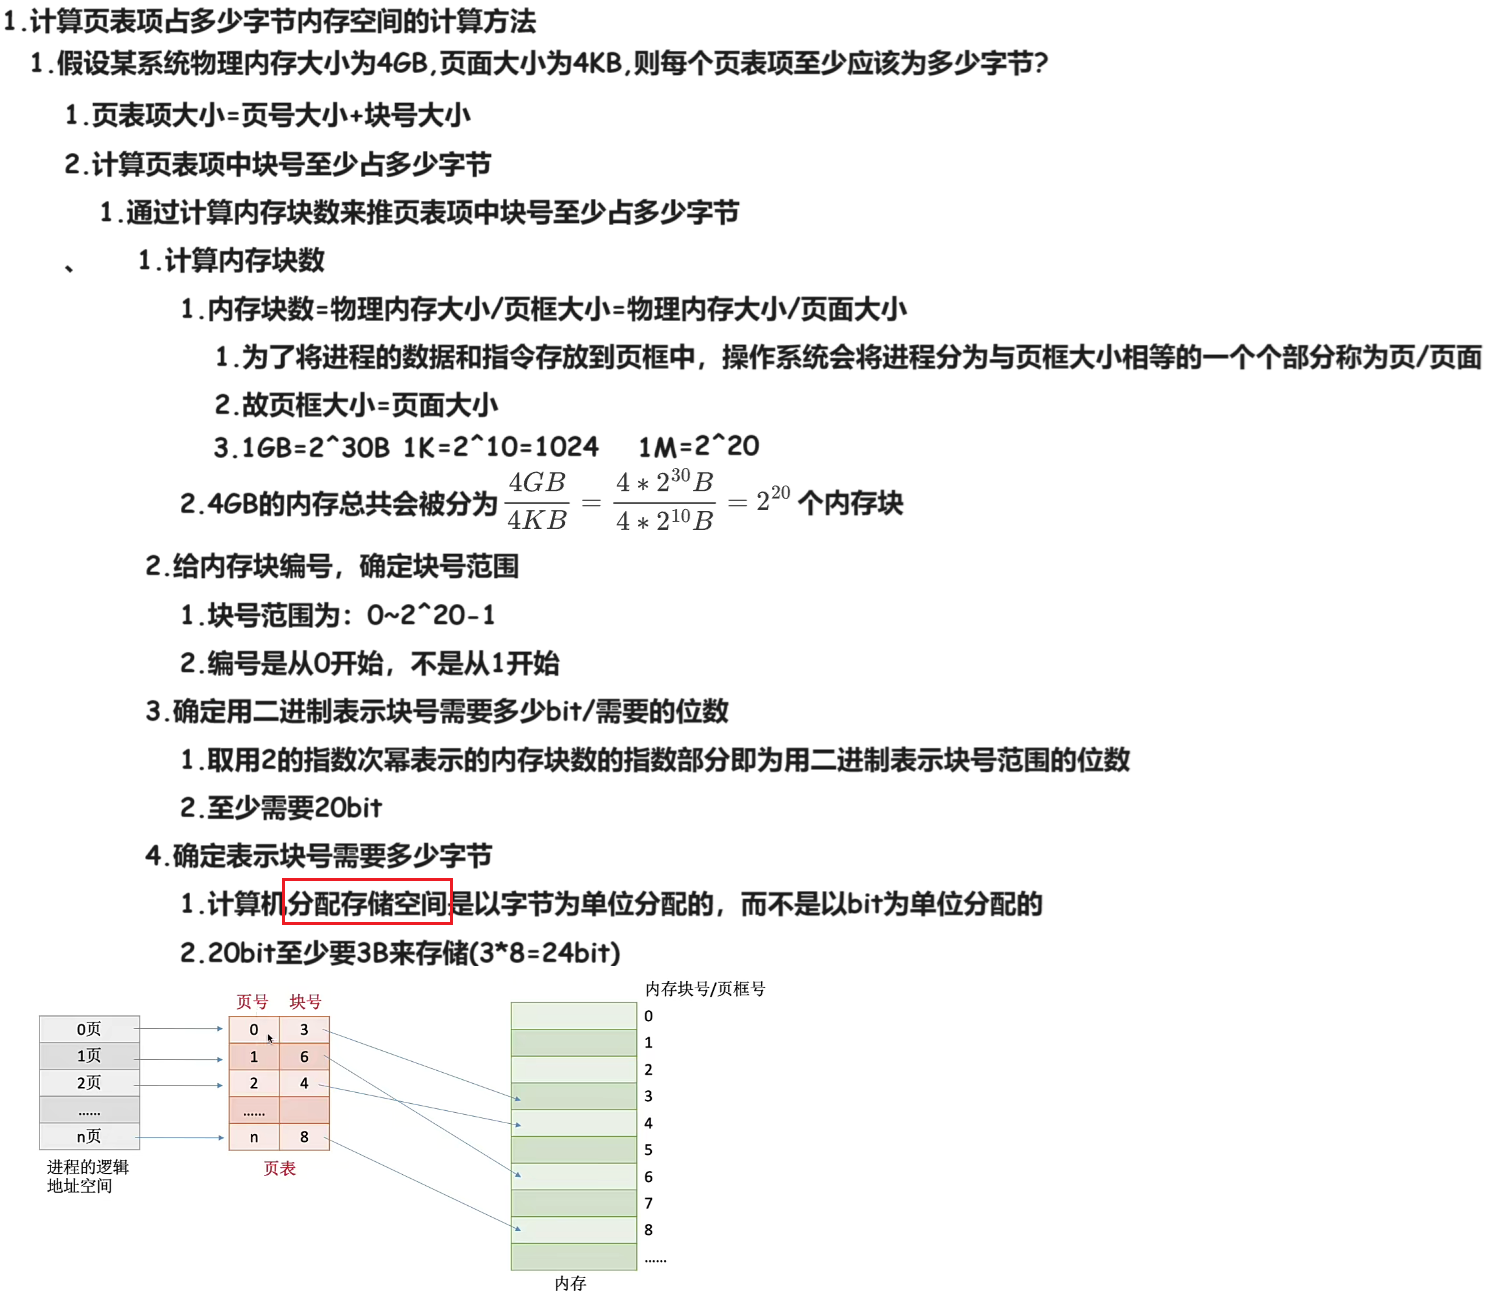 1.计算页表项占多少字节内存空间的计算方法
1.假设某系统物理内存大小为4GB,页面大小为4KB,则每个页表项至少应该为多少字节?
1.页表项大小=页号大小+块号大小
2.计算页表项中块号至少占多少字节
1.通过计算内存块数来推页表项中块号至少占多少字节
、 1.计算内存块数
1.内存块数=物理内存大小/页框大小=物理内存大小/页面大小
1.为了将进程的数据和指令存放到页框中，操作系统会将进程分为与页框大小相等的一个个部分称为页/页面
2.故页框大小=页面大小
3.1GB=2^30B 1K=2^10=1024 1M=2^20
2.4GB的内存总共会被分为 4GB/4KB = 4*2^30B/4*2^10B = 2^20 个内存块
2.给内存块编号，确定块号范围
1.块号范围为：0~2^20-1
2.编号是从0开始，不是从1开始
3.确定用二进制表示块号需要多少bit/需要的位数
1.取用2的指数次幂表示的内存块数的指数部分即为用二进制表示块号范围的位数
2.至少需要20bit
4.确定表示块号需要多少字节
1.计算机分配存储空间是以字节为单位分配的，而不是以bit为单位分配的
2.20bit至少要3B来存储(3*8=24bit)
内存块号/页框号
页号 块号
0页 0 3 0
1页 1 6 1
2页 2 4 2
...... ...... 3
n页 n 8 4
5
进程的逻辑
地址空间
页表
6
7
8
......
内存